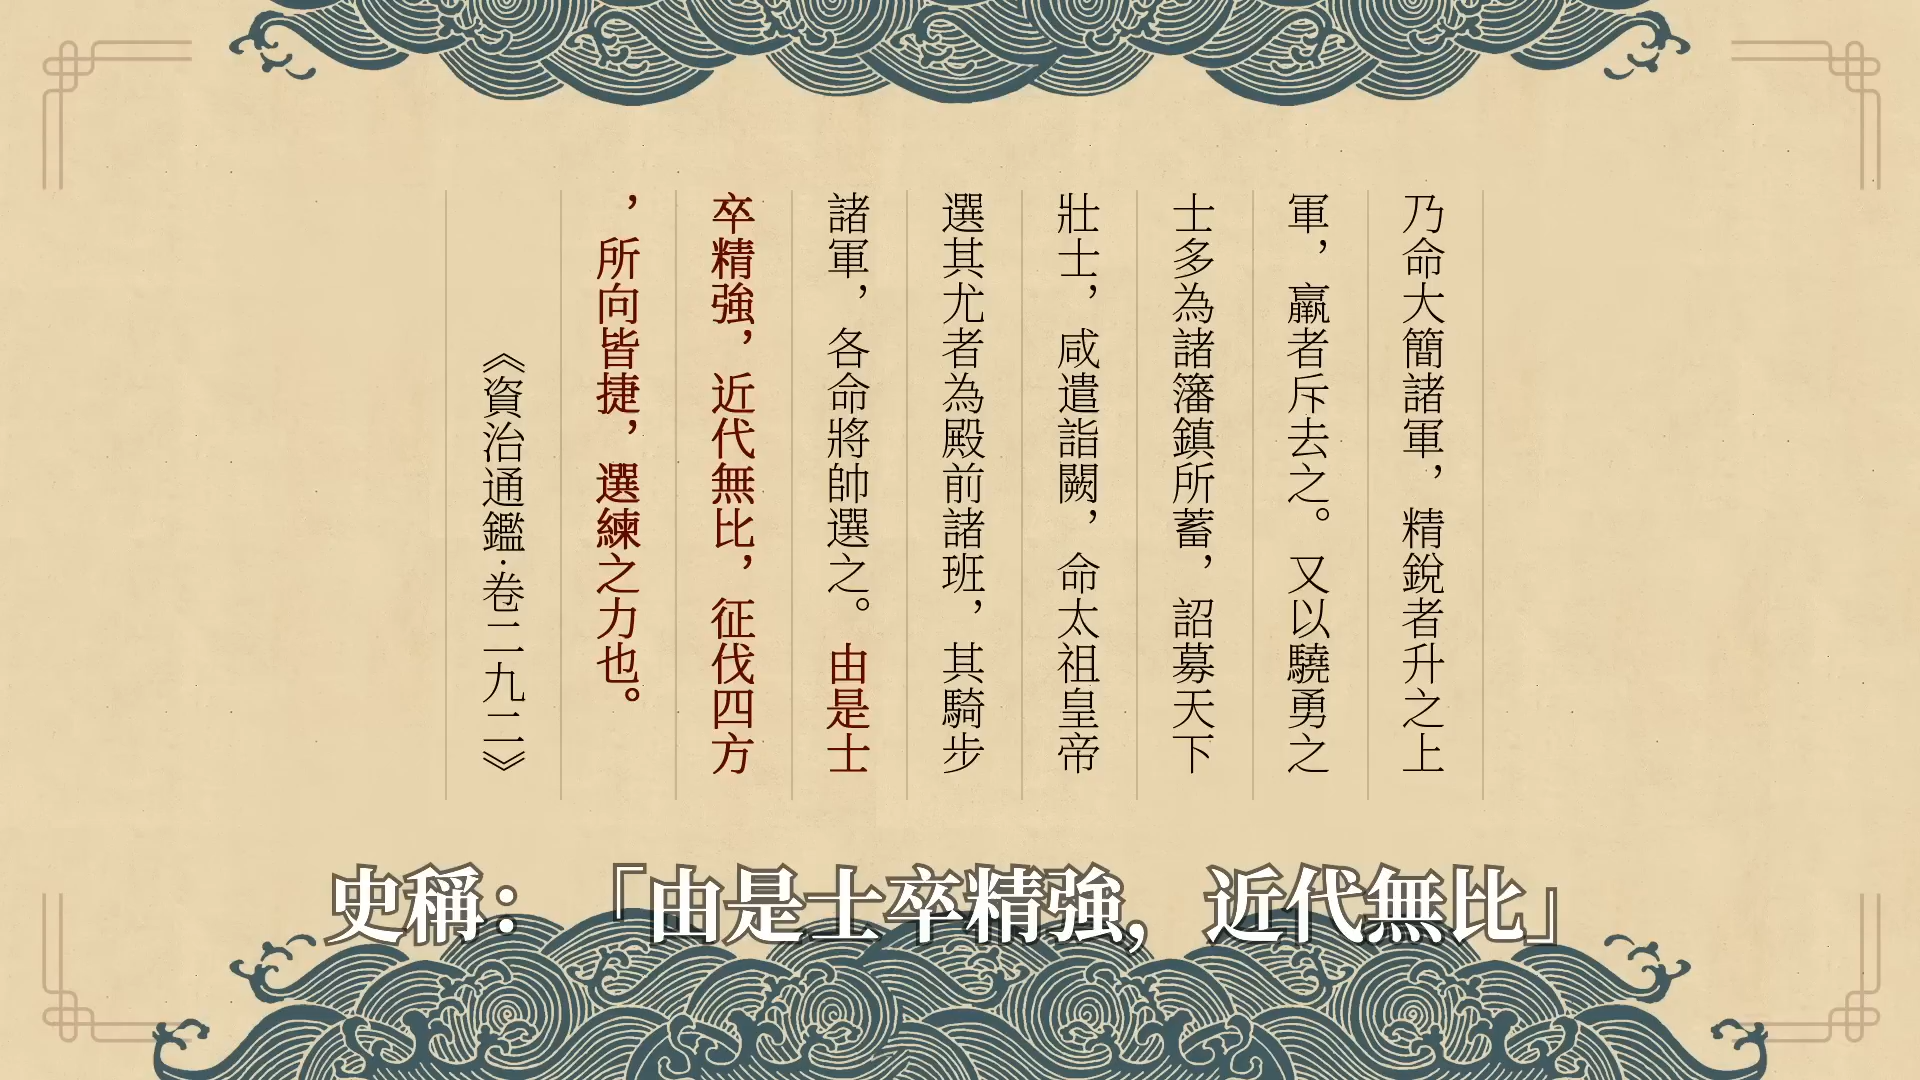 乃命大簡諸軍，精銳者升之上
軍，羸者斥去之。又以驍勇之
士多為諸籓鎮所蓄，詔募天下
壯士，咸遣詣闕，命太祖皇帝
選其尤者為殿前諸班，其騎步
諸軍，各命將帥選之。由是士
卒精強，近代無比，征伐四方
，所向皆捷，選練之力也。
《資治通鑑·卷二九二》
史稱：「由是士卒精強，近代無比」